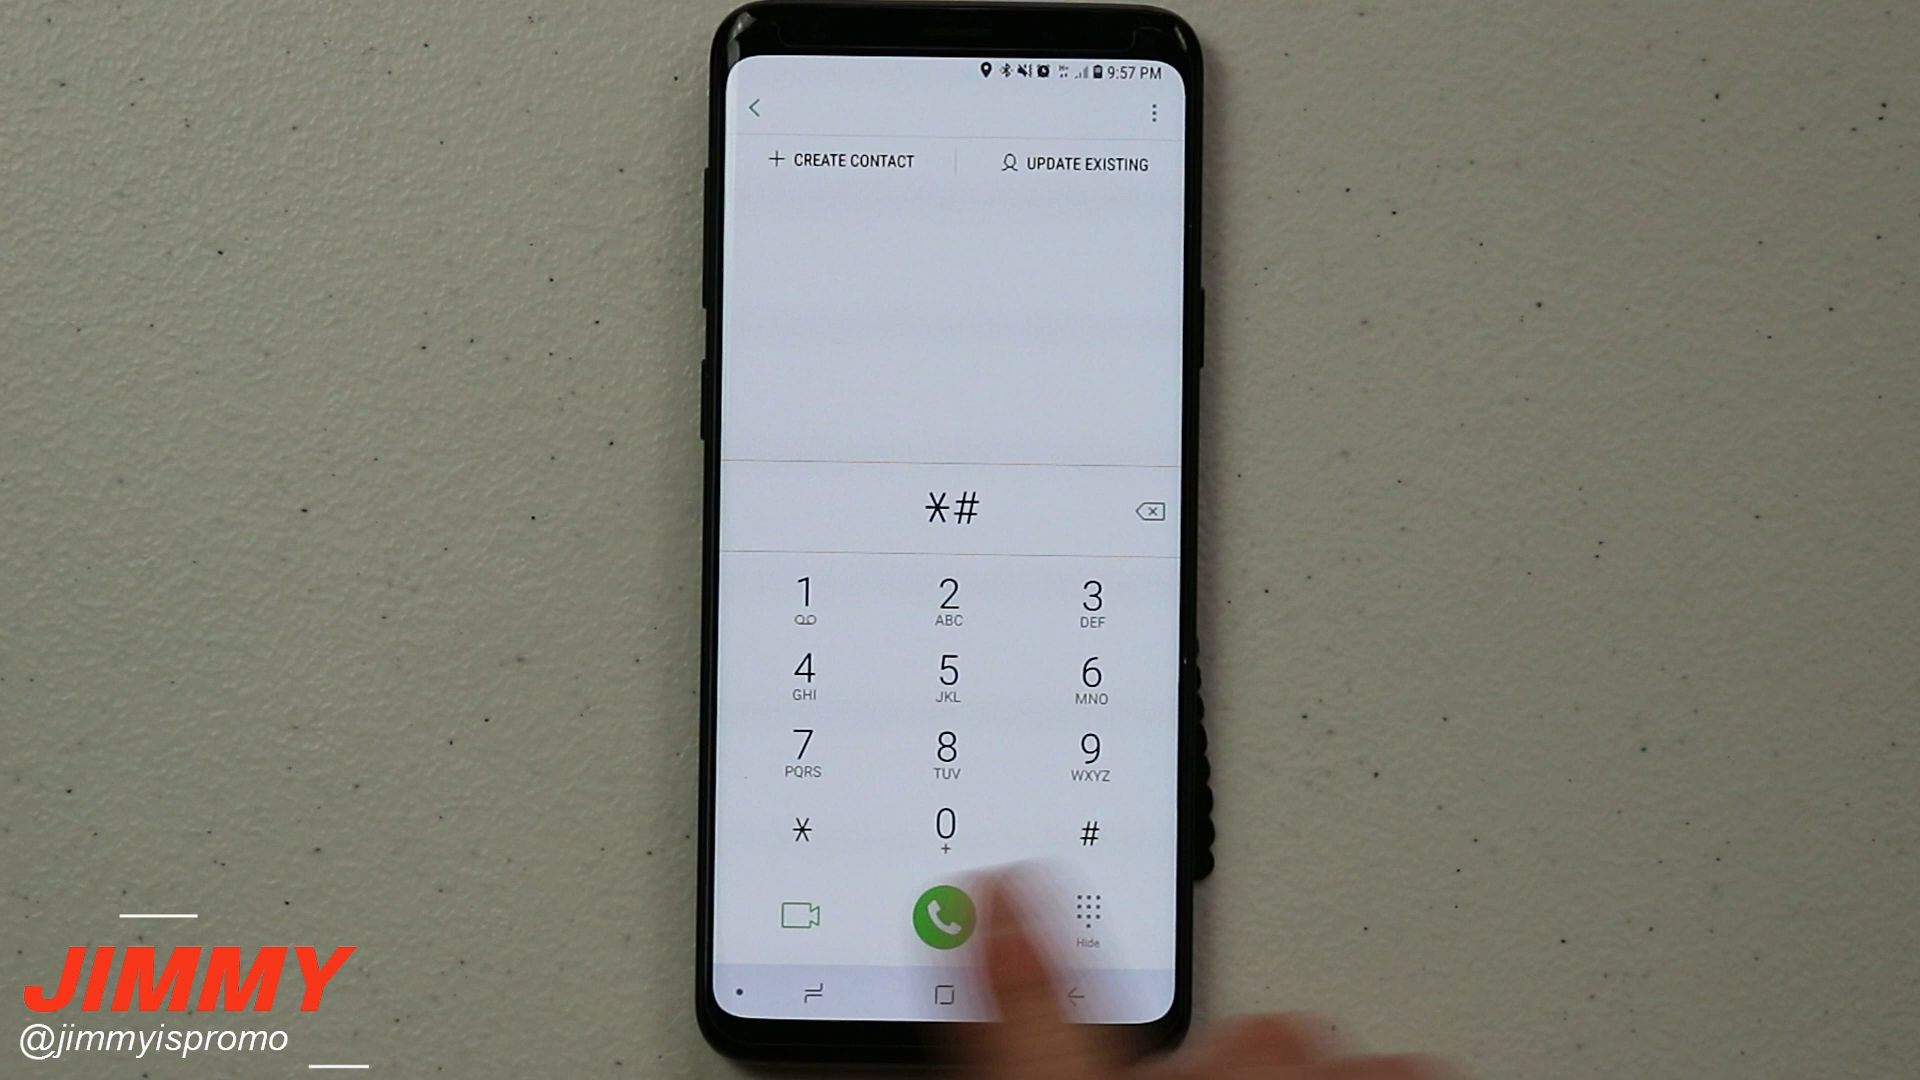 9:57 PM
+ CREATE CONTACT
UPDATE EXISTING
*#
1
2
ABC
3
DEF
4
GHI
5
JKL
6
MNO
7
PQRS
8
TUV
9
WXYZ
*
0
+
#
Hide
JIMMY
@jimmyispromo